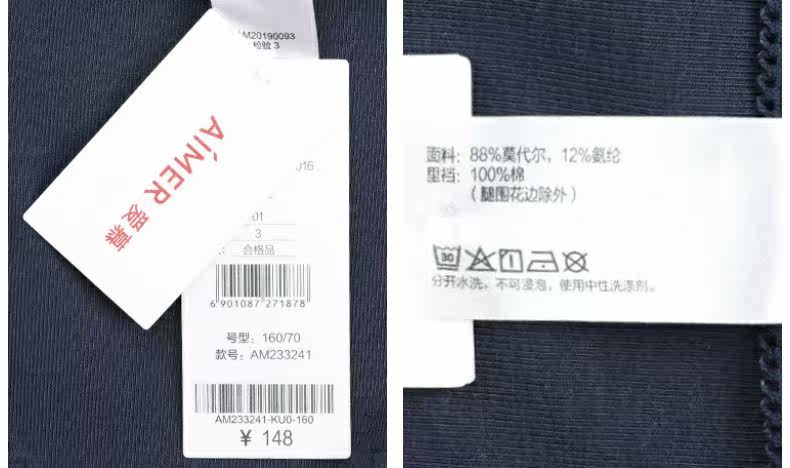 AM20190093
检验 3
AIMER 爱慕
016
01
3
合格品
6 901087 271878
号型：160/70
款号：AM233241
AM233241-KU0-160
¥ 148
面料：88%莫代尔，12%氨纶
里裆：100%棉
（腿围花边除外）
30
分开水洗，不可浸泡，使用中性洗涤剂。